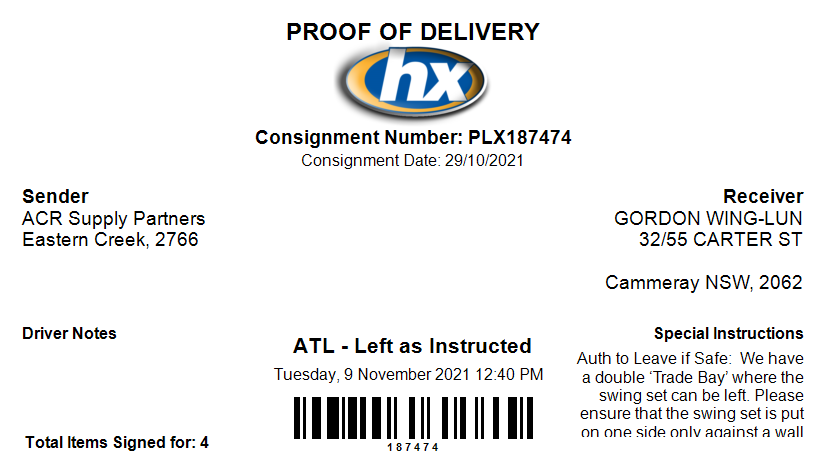 PROOF OF DELIVERY
hx
Consignment Number: PLX187474
Consignment Date: 29/10/2021
Sender
ACR Supply Partners
Eastern Creek, 2766
Receiver
GORDON WING-LUN
32/55 CARTER ST
Cammeray NSW, 2062
Driver Notes
Total Items Signed for: 4
ATL - Left as Instructed
Tuesday, 9 November 2021 12:40 PM
187474
Special Instructions
Auth to Leave if Safe: We have
a double ‘Trade Bay’ where the
swing set can be left. Please
ensure that the swing set is put
on one side only against a wall